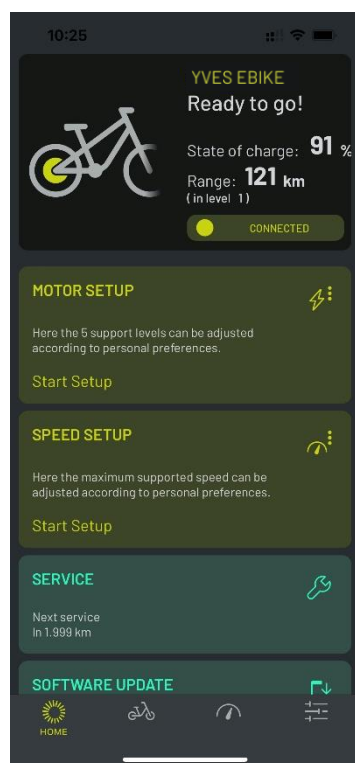 10:25
YVES EBIKE
Ready to go!
State of charge: 91 %
Range: 121 km
(in level 1)
CONNECTED
MOTOR SETUP
Here the 5 support levels can be adjusted
according to personal preferences.
Start Setup
SPEED SETUP
Here the maximum supported speed can be
adjusted according to personal preferences.
Start Setup
SERVICE
Next service
In 1.999 km
SOFTWARE UPDATE
HOME